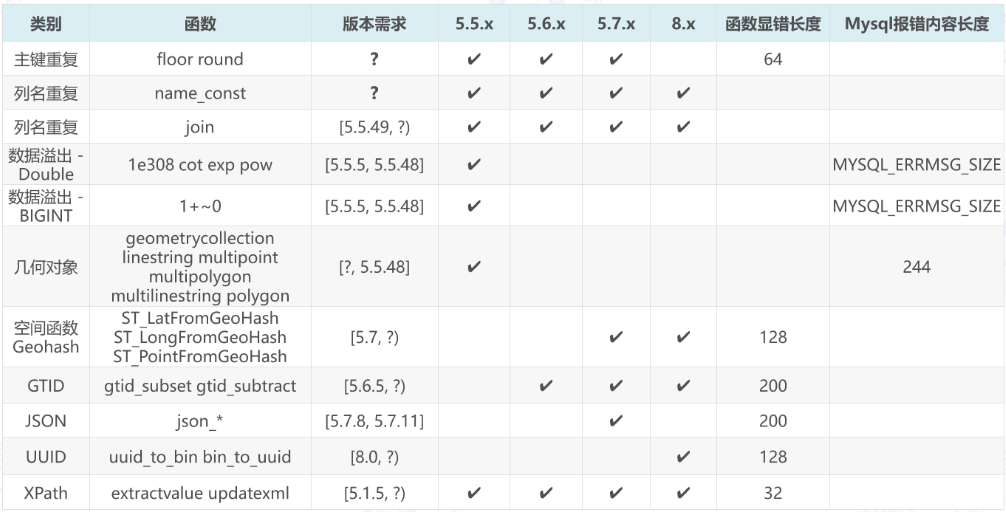 类别 函数 版本需求 5.5.x 5.6.x 5.7.x 8.x 函数显错长度 Mysql报错内容长度
主键重复 floor round ? ✔ ✔ ✔ 64
列名重复 name_const ? ✔ ✔ ✔ ✔
列名重复 join [5.5.49, ?) ✔ ✔ ✔ ✔
数据溢出 -
Double 1e308 cot exp pow [5.5.5, 5.5.48] ✔ MYSQL_ERRMSG_SIZE
数据溢出 -
BIGINT 1+~0 [5.5.5, 5.5.48] ✔ MYSQL_ERRMSG_SIZE
几何对象 geometrycollection
linestring multipoint
multipolygon
multilinestring polygon [?, 5.5.48] ✔ 244
空间函数
Geohash ST_LatFromGeoHash
ST_LongFromGeoHash
ST_PointFromGeoHash [5.7, ?) ✔ ✔ 128
GTID gtid_subset gtid_subtract [5.6.5, ?) ✔ ✔ ✔ 200
JSON json_* [5.7.8, 5.7.11] ✔ 200
UUID uuid_to_bin bin_to_uuid [8.0, ?) ✔ 128
XPath extractvalue updatexml [5.1.5, ?) ✔ ✔ ✔ ✔ 32